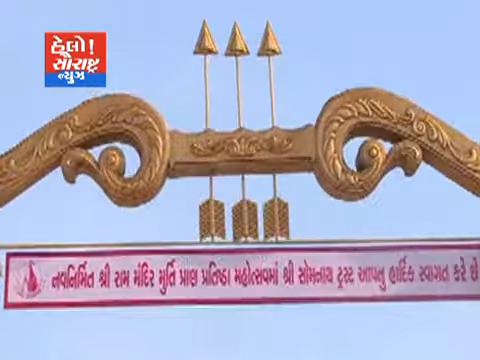 હેલો!
સૌરાષ્ટ્ર
ન્યુઝ
નવનિર્મિત શ્રી રામ મંદિર મુર્તિ પ્રાણ પ્રતિષ્ઠા મહોત્સવમાં શ્રી સોમનાથ ટ્રસ્ટ આપનુ હાર્દિક સ્વાગત કરે છે